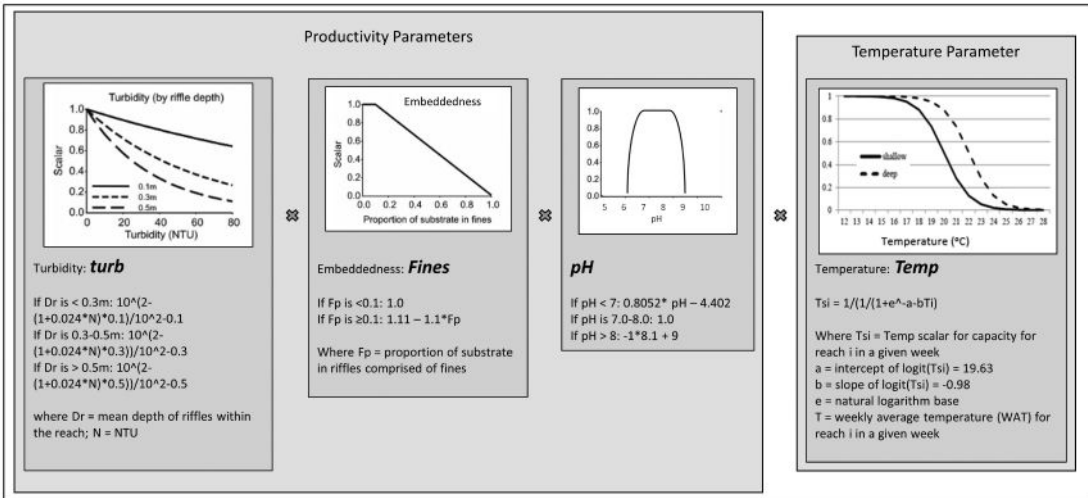 Productivity Parameters
Temperature Parameter
Turbidity (by riffle depth)
1.0
0.8
0.6
0.4
0.2
0.0
Scalar
0.1m
0.3m
0.5m
0 20 40 60 80
Turbidity (NTU)
Turbidity: turb
If Dr is < 0.3m: 10^(2-
(1+0.024*N)*0.1)/10^2-0.1
If Dr is 0.3-0.5m: 10^(2-
(1+0.024*N)*0.3))/10^2-0.3
If Dr is > 0.5m: 10^(2-
(1+0.024*N)*0.5))/10^2-0.5
where Dr = mean depth of riffles within
the reach; N = NTU
Embeddedness
1.0
0.8
0.6
0.4
0.2
0.0
Scalar
0.0 0.2 0.4 0.6 0.8 1.0
Proportion of substrate in fines
Embeddedness: Fines
If Fp is <0.1: 1.0
If Fp is ≥0.1: 1.11 – 1.1*Fp
Where Fp = proportion of substrate
in riffles comprised of fines
1.0
0.8
0.6
0.4
0.2
0.0
5 6 7 8 9 10
pH
pH
If pH < 7: 0.8052* pH – 4.402
If pH is 7.0-8.0: 1.0
If pH > 8: -1*8.1 + 9
1
0.8
0.6
0.4
0.2
0
shallow
deep
12 13 14 15 16 17 18 19 20 21 22 23 24 25 26 27 28
Temperature (°C)
Temperature: Temp
Tsi = 1/(1/(1+e^-a-bTi)
Where Tsi = Temp scalar for capacity for
reach i in a given week
a = intercept of logit(Tsi) = 19.63
b = slope of logit(Tsi) = -0.98
e = natural logarithm base
T = weekly average temperature (WAT) for
reach i in a given week